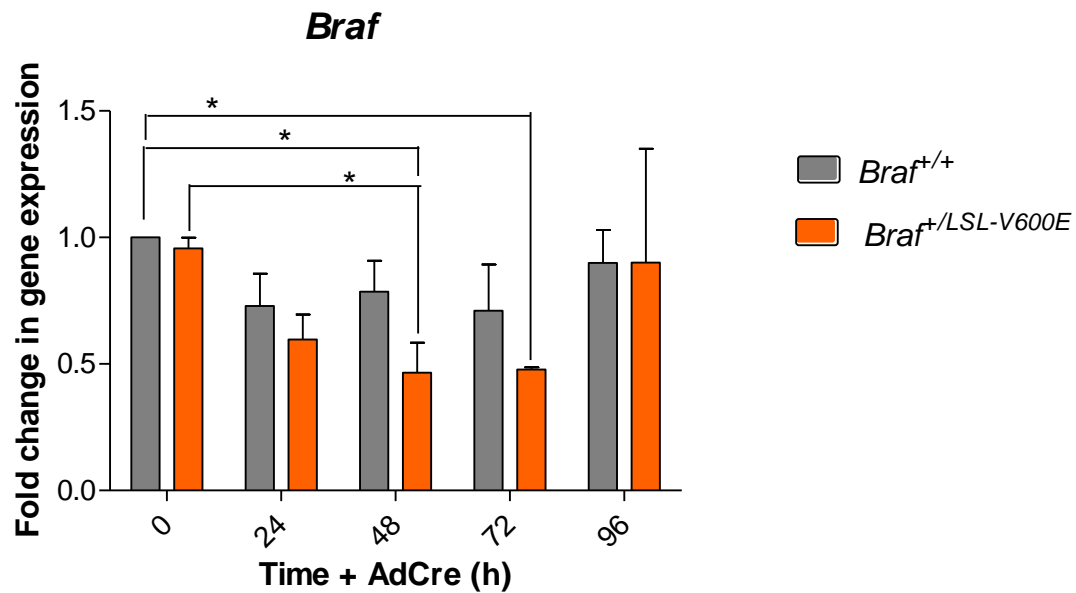 Braf
Fold change in gene expression
1.5
1.0
0.5
0.0
*
*
*
0 24 48 72 96
Time + AdCre (h)
Braf+/+
Braf+/LSL-V600E